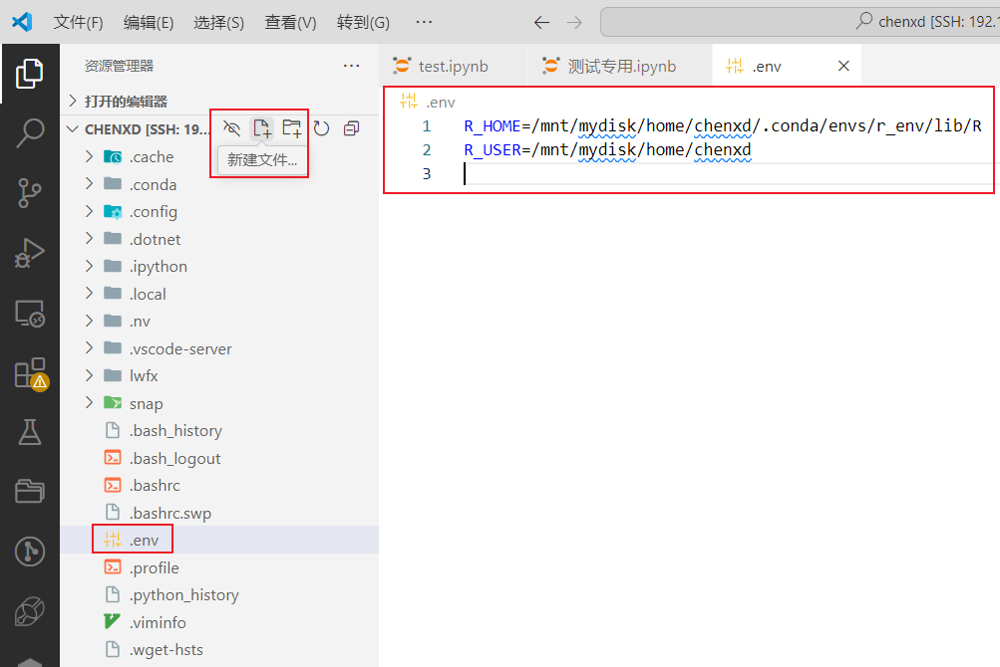 文件(F) 编辑(E) 选择(S) 查看(V) 转到(G) ··· chenxd [SSH: 192.1
资源管理器 ···
test.ipynb 测试专用.ipynb .env
打开的编辑器
CHENXD [SSH: 19...
新建文件...
.cache
.conda
.config
.dotnet
.ipython
.local
.nv
.vscode-server
lwfx
snap
.bash_history
.bash_logout
.bashrc
.bashrc.swp
.env
.profile
.python_history
.viminfo
.wget-hsts
.env
1 R_HOME=/mnt/mydisk/home/chenxd/.conda/envs/r_env/lib/R
2 R_USER=/mnt/mydisk/home/chenxd
3